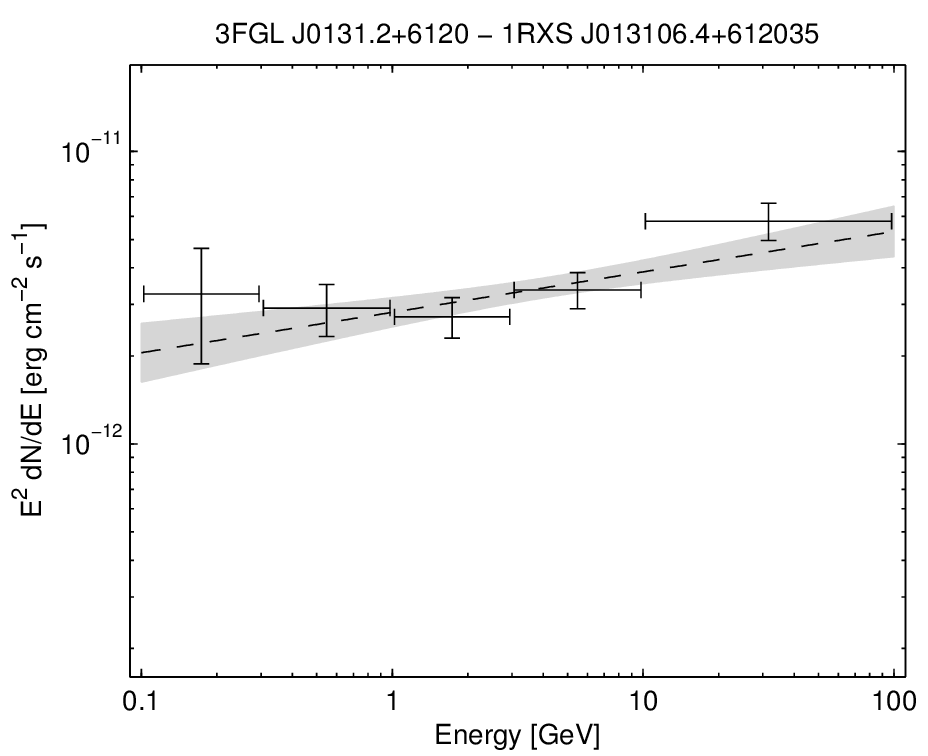 3FGL J0131.2+6120 − 1RXS J013106.4+612035
10⁻¹¹
10⁻¹²
E² dN/dE [erg cm⁻² s⁻¹]
0.1 1 10 100
Energy [GeV]